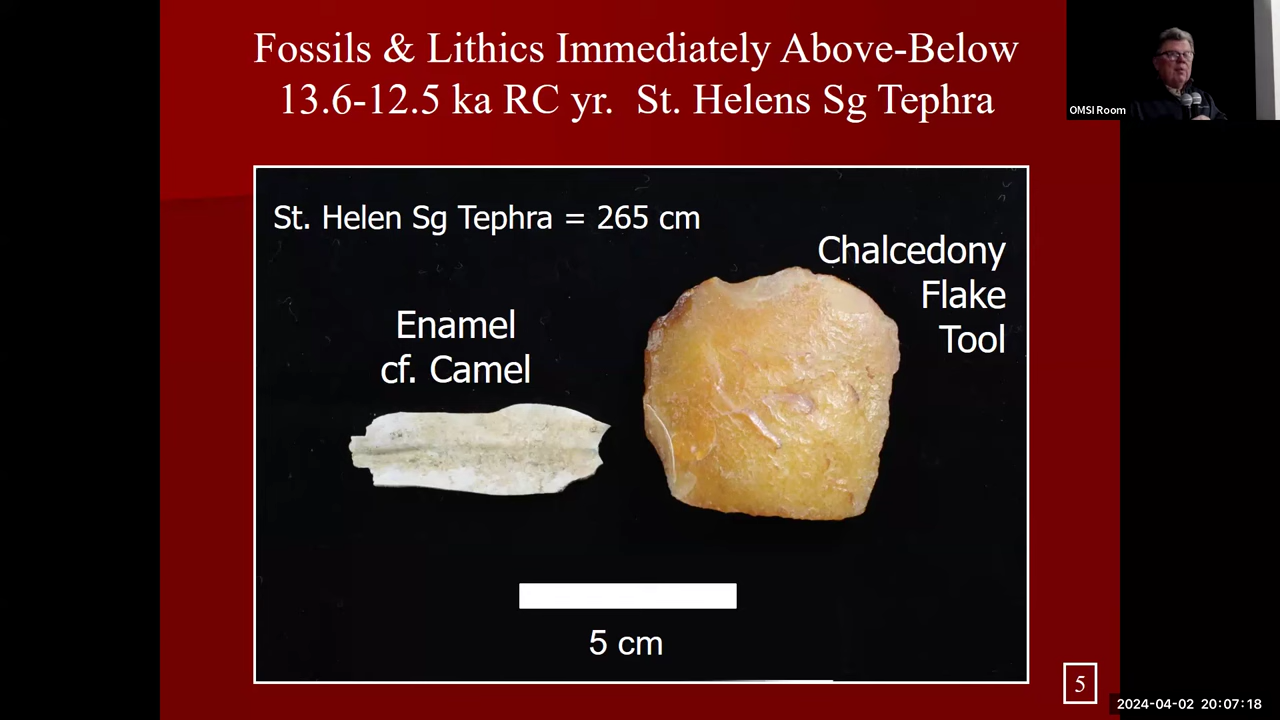 Fossils & Lithics Immediately Above-Below
13.6-12.5 ka RC yr. St. Helens Sg Tephra
OMSI Room
St. Helen Sg Tephra = 265 cm
Chalcedony
Flake
Tool
Enamel
cf. Camel
5 cm
5
2024-04-02 20:07:18